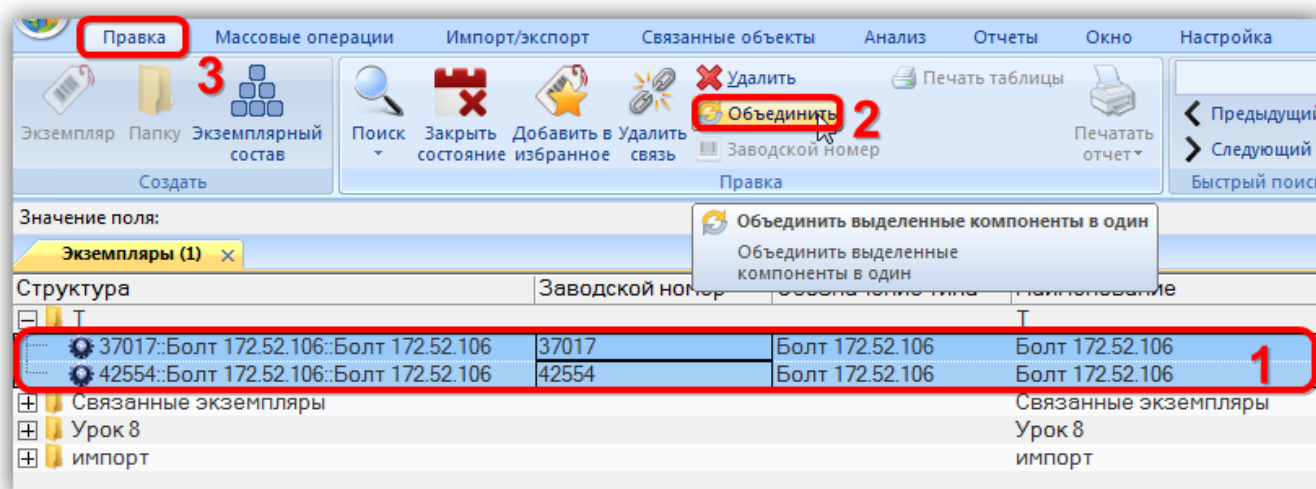 Правка Массовые операции Импорт/экспорт Связанные объекты Анализ Отчеты Окно Настройка
3
Экземпляр Папку Экземплярный состав
Создать
Поиск Закрыть состояние Добавить в избранное Удалить связь
Удалить
Объединить
2
Заводской номер
Печать таблицы
Печатать отчет
Правка
Предыдущий
Следующий
Быстрый поиск
Значение поля:
Объединить выделенные компоненты в один
Объединить выделенные
компоненты в один
Экземпляры (1)
Структура Заводской номер Обозначение типа Наименование
Т Т
37017::Болт 172.52.106::Болт 172.52.106 37017 Болт 172.52.106 Болт 172.52.106
1
42554::Болт 172.52.106::Болт 172.52.106 42554 Болт 172.52.106 Болт 172.52.106
Связанные экземпляры Связанные экземпляры
Урок 8 Урок 8
импорт импорт